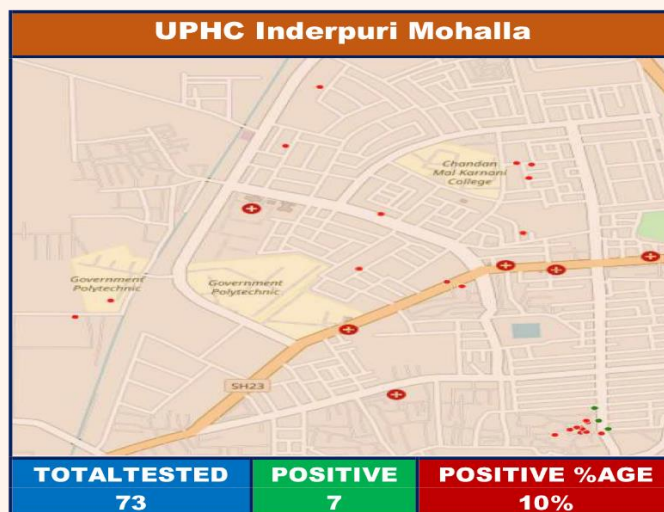 UPHC Inderpuri Mohalla
Chandan
Mal Karnani
College
Government
Polytechnic
Government
Polytechnic
SH23
TOTALTESTED
73
POSITIVE
7
POSITIVE %AGE
10%